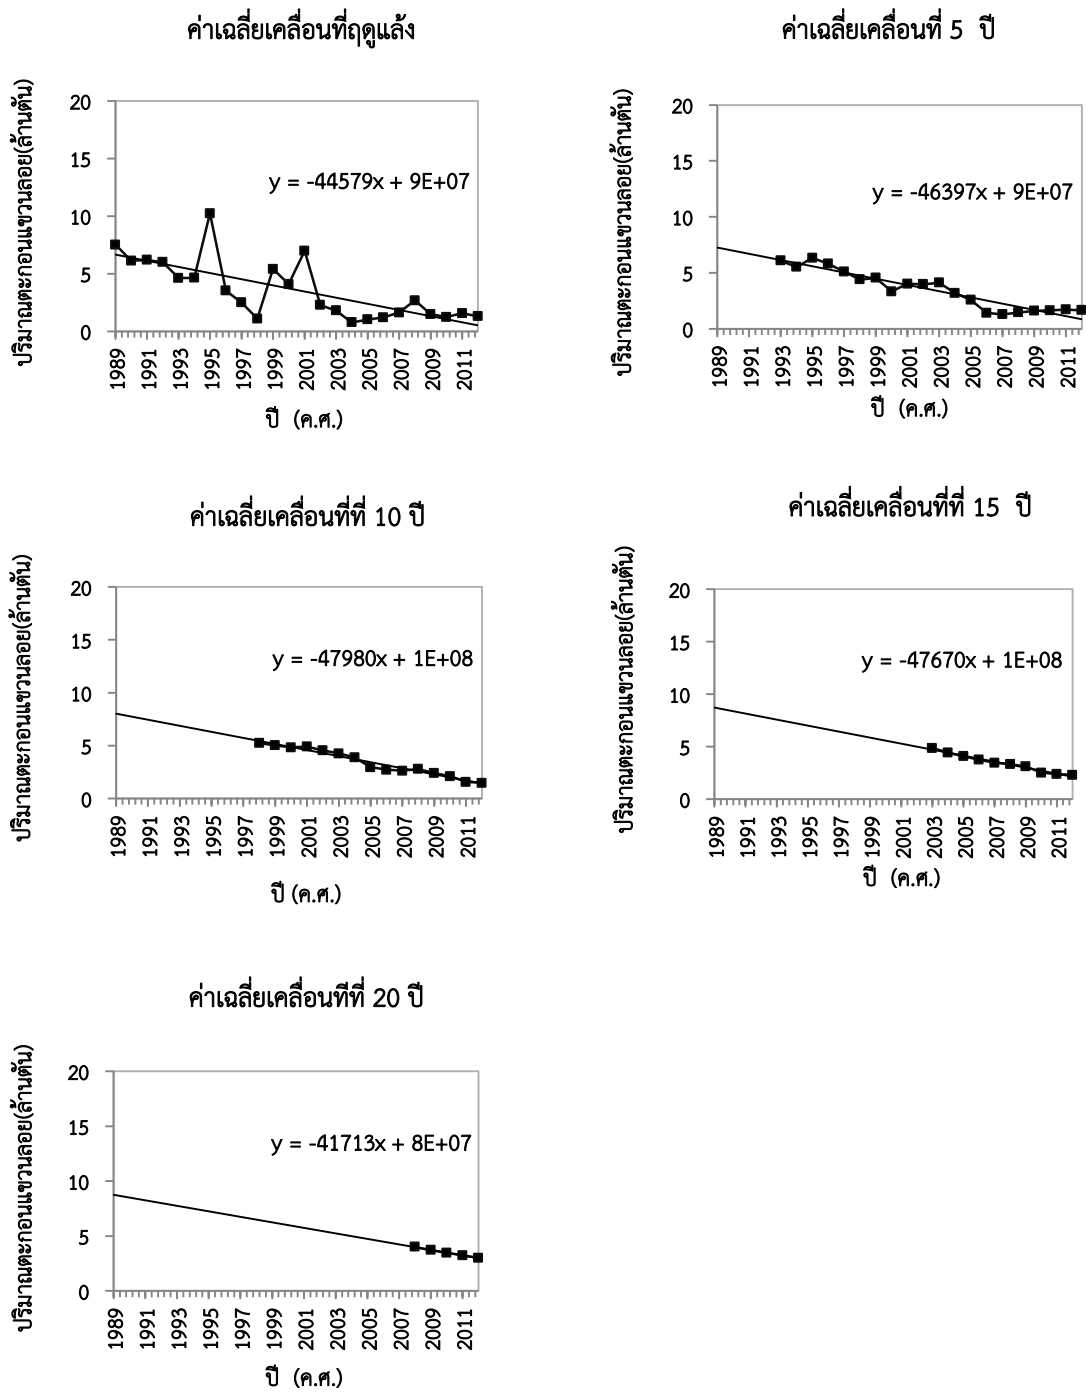 ค่าเฉลี่ยเคลื่อนที่ฤดูแล้ง
ปริมาณตะกอนแขวนลอย(ล้านตัน)
20
15
10
5
0
y = -44579x + 9E+07
1989 1991 1993 1995 1997 1999 2001 2003 2005 2007 2009 2011
ปี (ค.ศ.)
ค่าเฉลี่ยเคลื่อนที่ 5 ปี
ปริมาณตะกอนแขวนลอย(ล้านตัน)
20
15
10
5
0
y = -46397x + 9E+07
1989 1991 1993 1995 1997 1999 2001 2003 2005 2007 2009 2011
ปี (ค.ศ.)
ค่าเฉลี่ยเคลื่อนที่ที่ 10 ปี
ปริมาณตะกอนแขวนลอย(ล้านตัน)
20
15
10
5
0
y = -47980x + 1E+08
1989 1991 1993 1995 1997 1999 2001 2003 2005 2007 2009 2011
ปี (ค.ศ.)
ค่าเฉลี่ยเคลื่อนที่ที่ 15 ปี
ปริมาณตะกอนแขวนลอย(ล้านตัน)
20
15
10
5
0
y = -47670x + 1E+08
1989 1991 1993 1995 1997 1999 2001 2003 2005 2007 2009 2011
ปี (ค.ศ.)
ค่าเฉลี่ยเคลื่อนทีที่ 20 ปี
ปริมาณตะกอนแขวนลอย(ล้านตัน)
20
15
10
5
0
y = -41713x + 8E+07
1989 1991 1993 1995 1997 1999 2001 2003 2005 2007 2009 2011
ปี (ค.ศ.)